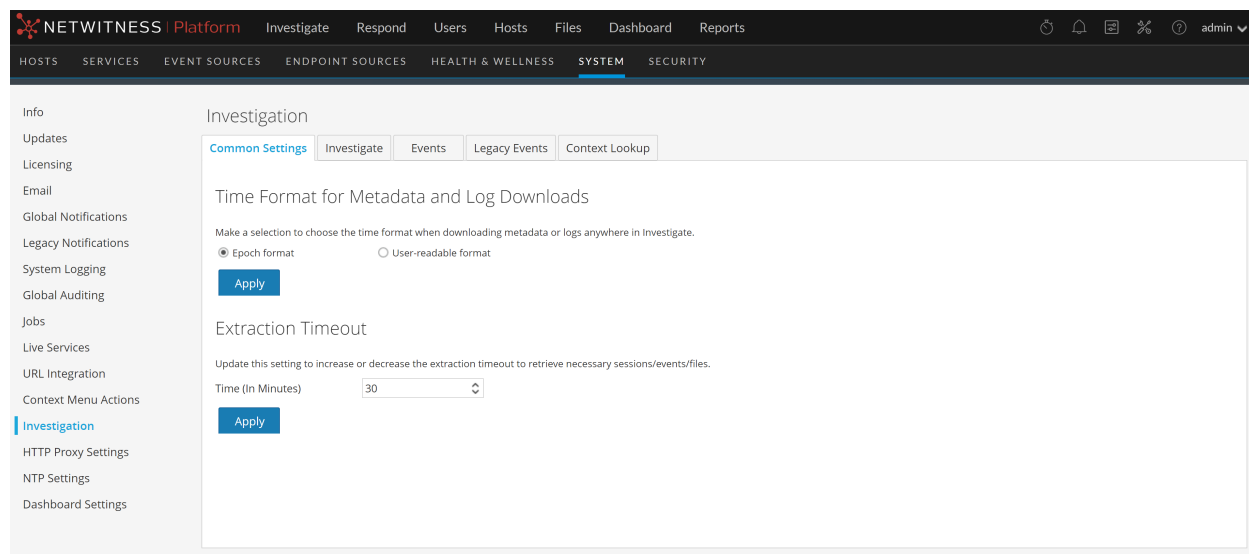 NETWITNESS | Platform Investigate Respond Users Hosts Files Dashboard Reports admin
HOSTS SERVICES EVENT SOURCES ENDPOINT SOURCES HEALTH & WELLNESS SYSTEM SECURITY
Info
Updates
Licensing
Email
Global Notifications
Legacy Notifications
System Logging
Global Auditing
Jobs
Live Services
URL Integration
Context Menu Actions
Investigation
HTTP Proxy Settings
NTP Settings
Dashboard Settings
Investigation
Common Settings Investigate Events Legacy Events Context Lookup
Time Format for Metadata and Log Downloads
Make a selection to choose the time format when downloading metadata or logs anywhere in Investigate.
Epoch format User-readable format
Apply
Extraction Timeout
Update this setting to increase or decrease the extraction timeout to retrieve necessary sessions/events/files.
Time (In Minutes) 30
Apply